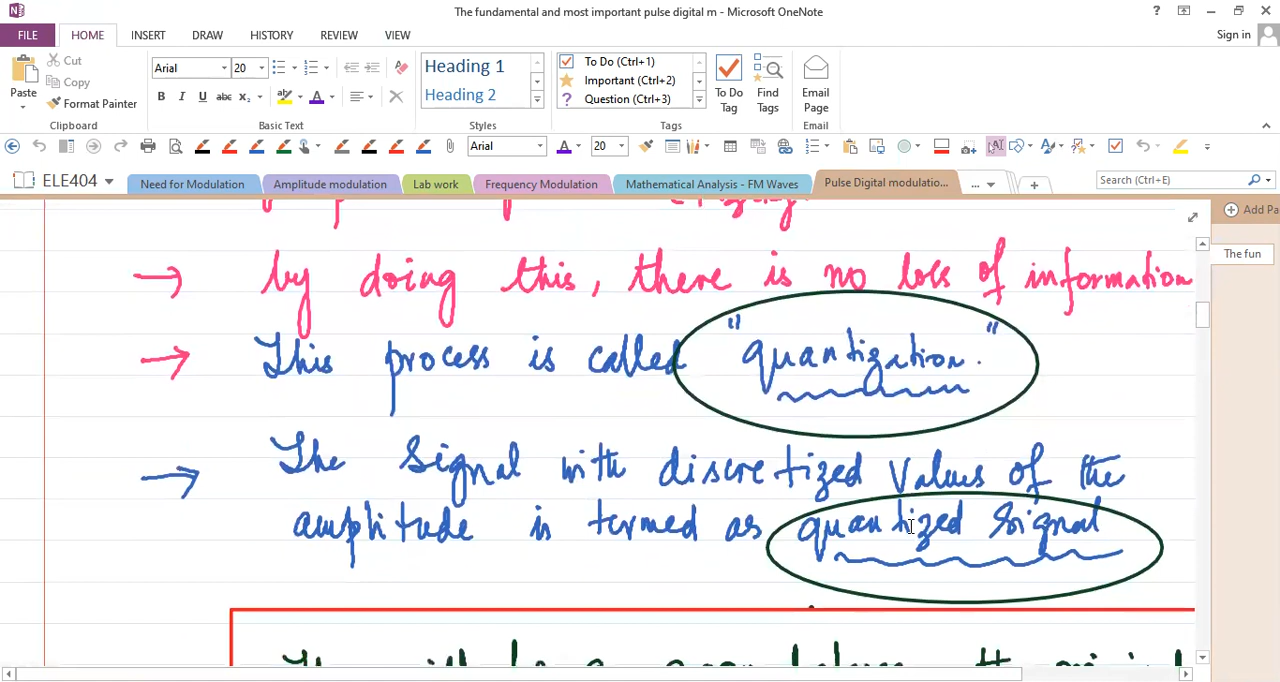 The fundamental and most important pulse digital m - Microsoft OneNote
Sign in
FILE HOME INSERT DRAW HISTORY REVIEW VIEW
Cut
Copy
Format Painter
Paste
Clipboard
Arial 20
B I U abc X₂ A
Basic Text
Heading 1
Heading 2
Styles
To Do (Ctrl+1)
Important (Ctrl+2)
Question (Ctrl+3)
To Do Tag
Find Tags
Tags
Email Page
Email
Arial A 20
ELE404
Need for Modulation
Amplitude modulation
Lab work
Frequency Modulation
Mathematical Analysis - FM Waves
Pulse Digital modulatio...
Search (Ctrl+E)
Add Pa
The fun
→ by doing this, there is no loss of information
→ This process is called "quantization."
→ The Signal with discretized Values of the
amplitude is termed as quantized Signal